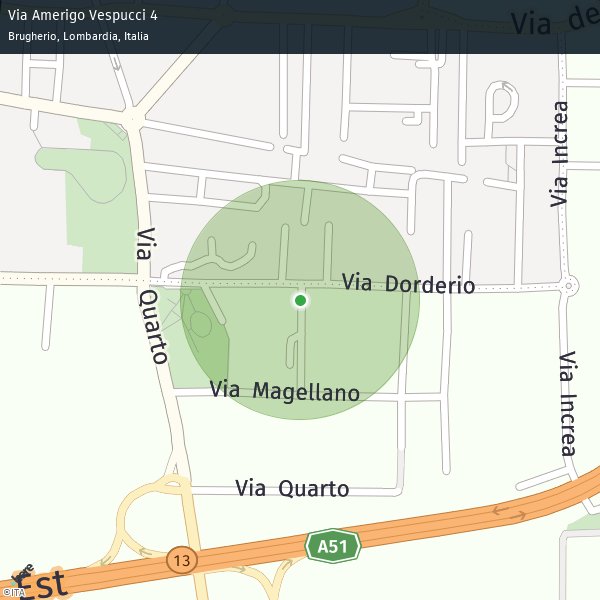 Via Amerigo Vespucci 4
Brugherio, Lombardia, Italia
Via de
Via Increa
Via
Quarto
Via Dorderio
Via Magellano
Via Increa
Via Quarto
A51
13
Est
©ITA